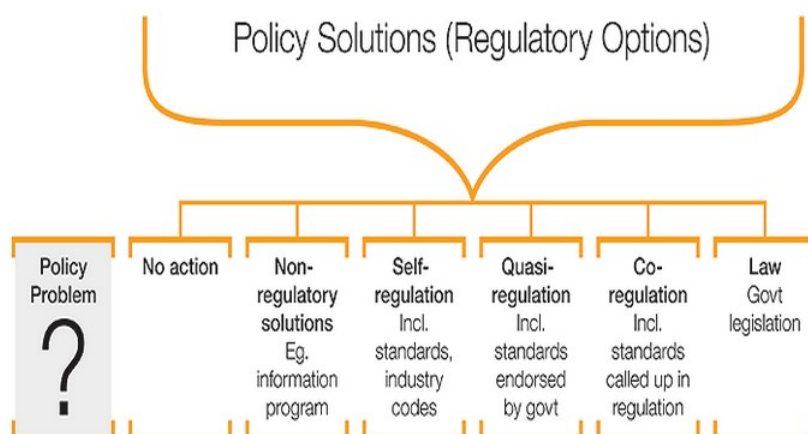 Policy Solutions (Regulatory Options)
Policy
Problem
?
No action
Non-
regulatory
solutions
Eg.
information
program
Self-
regulation
Incl.
standards,
industry
codes
Quasi-
regulation
Incl.
standards
endorsed
by govt
Co-
regulation
Incl.
standards
called up in
regulation
Law
Govt
legislation